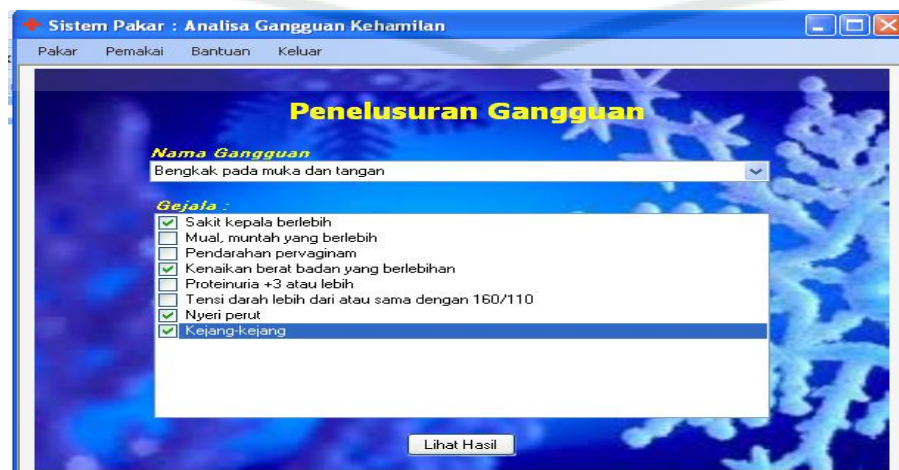 Sistem Pakar : Analisa Gangguan Kehamilan
Pakar Pemakai Bantuan Keluar
Penelusuran Gangguan
Nama Gangguan
Bengkak pada muka dan tangan
Gejala :
Sakit kepala berlebih
Mual, muntah yang berlebih
Pendarahan pervaginam
Kenaikan berat badan yang berlebihan
Proteinuria +3 atau lebih
Tensi darah lebih dari atau sama dengan 160/110
Nyeri perut
Kejang-kejang
Lihat Hasil